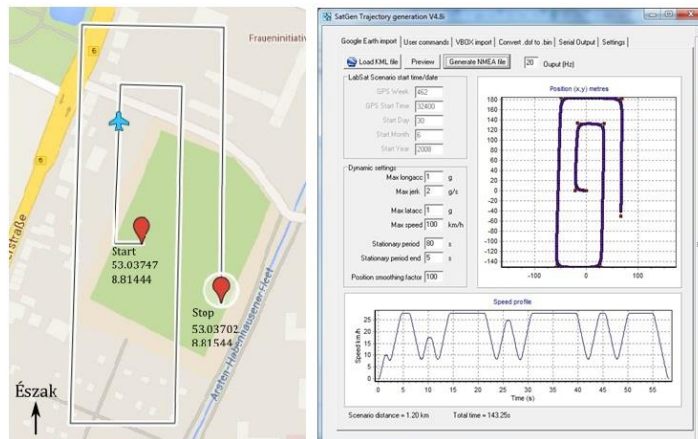 Fraueninitiativ
6
6
erstraße
Start
53.03747
8.81444
Stop
53.03702
8.81544
Arsten-Habenhausener Fleet
Észak
SatGen Trajectory generation V4.8i
Google Earth import User commands VBOX import Convert .dst to .bin Serial Output Settings
Load KML file Preview Generate NMEA file 20 Ouput (Hz)
LabSat Scenario start time/date
GPS Week 462
GPS Start Time 32400
Start Day 30
Start Month 6
Start Year 2008
Dynamic settings
Max longacc 1 g
Max jerk 2 g/s
Max latacc 1 g
Max speed 100 km/h
Stationary period 80 s
Stationary period end 5 s
Position smoothing factor 100
Position (x,y) metres
180
160
140
120
100
80
60
40
20
0
-20
-40
-60
-80
-100
-120
-140
-100 0 100
Speed profile
Speed km/h
25
20
15
10
5
0
0 5 10 15 20 25 30 35 40 45 50 55
Time (s)
Scenario distance = 1.20 km Total time = 143.25s